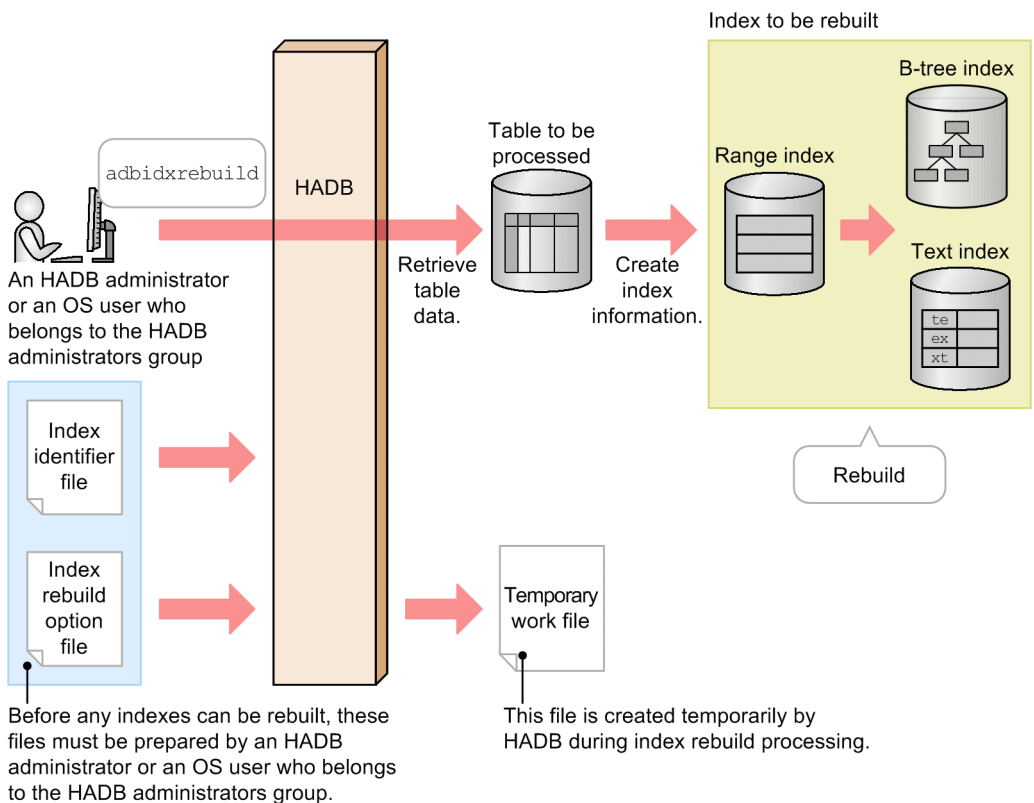 Index to be rebuilt
B-tree index
Table to be
processed
Range index
adbidxrebuild
HADB
Retrieve
table
data.
Create
index
information.
Text index
te
ex
xt
An HADB administrator
or an OS user who
belongs to the HADB
administrators group
Index
identifier
file
Rebuild
Index
rebuild
option
file
Temporary
work file
Before any indexes can be rebuilt, these
files must be prepared by an HADB
administrator or an OS user who belongs
to the HADB administrators group.
This file is created temporarily by
HADB during index rebuild processing.